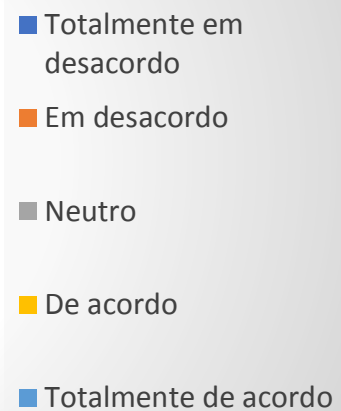 Totalmente em
desacordo
Em desacordo
Neutro
De acordo
Totalmente de acordo